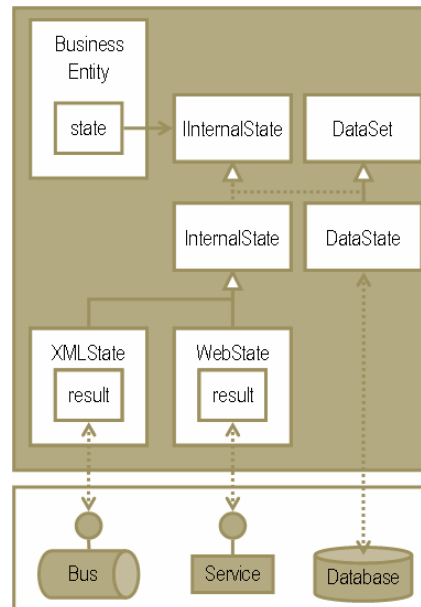 Business
Entity
state
IInternalState
DataSet
InternalState
DataState
XMLState
WebState
result
result
Bus
Service
Database